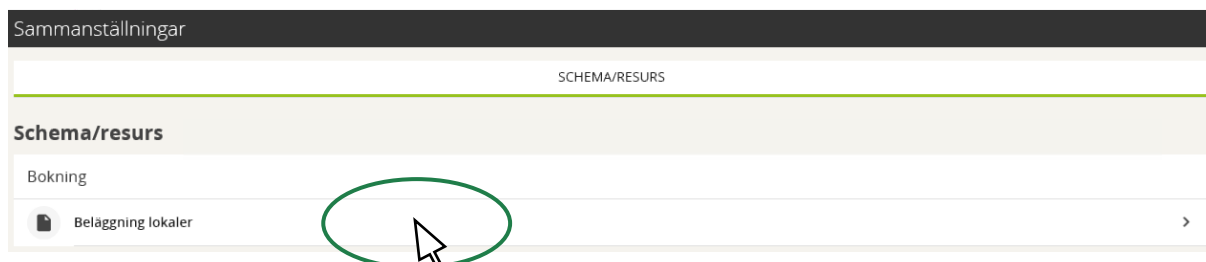 Sammanställningar
SCHEMA/RESURS
Schema/resurs
Bokning
Beläggning lokaler